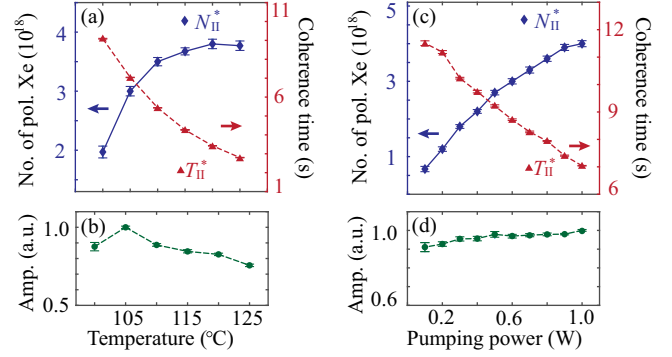 (a)
N*II
T*II
No. of pol. Xe (10^18)
4
3
2
Coherence time (s)
11
9
6
3
1
(c)
N*II
T*II
No. of pol. Xe (10^18)
5
3
1
Coherence time (s)
12
9
6
(b)
Amp. (a.u.)
1.0
0.5
105
115
125
Temperature (℃)
(d)
Amp. (a.u.)
1.0
0.6
0.2
0.6
1.0
Pumping power (W)